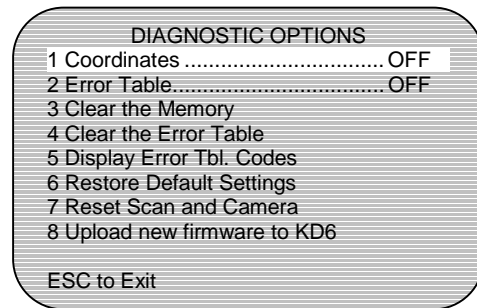 DIAGNOSTIC OPTIONS
1 Coordinates ................................. OFF
2 Error Table................................... OFF
3 Clear the Memory
4 Clear the Error Table
5 Display Error Tbl. Codes
6 Restore Default Settings
7 Reset Scan and Camera
8 Upload new firmware to KD6
ESC to Exit